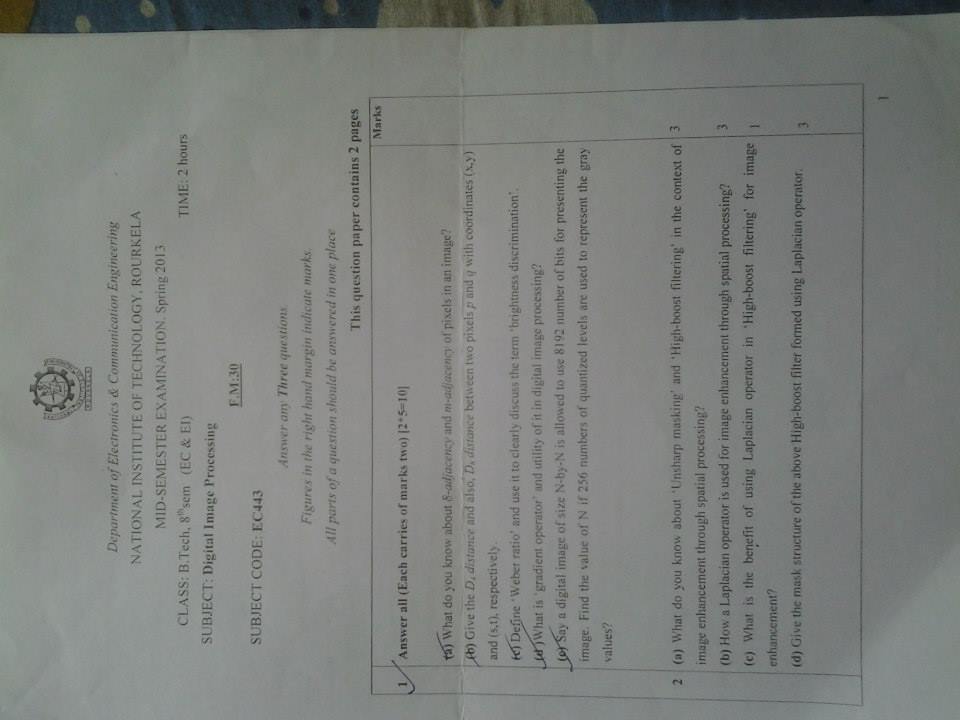 Department of Electronics & Communication Engineering
NATIONAL INSTITUTE OF TECHNOLOGY, ROURKELA
MID-SEMESTER EXAMINATION, Spring 2013
CLASS: B.Tech, 8th sem (EC & EI) TIME: 2 hours
SUBJECT: Digital Image Processing
F.M:30
SUBJECT CODE: EC443
Answer any Three questions.
Figures in the right hand margin indicate marks.
All parts of a question should be answered in one place
This question paper contains 2 pages
Marks
1 Answer all (Each carries of marks two) [2*5=10]
(a) What do you know about 8-adjacency and m-adjacency of pixels in an image?
(b) Give the D4 distance and also, D8 distance between two pixels p and q with coordinates (x,y)
and (s,t), respectively.
(c) Define 'Weber ratio' and use it to clearly discuss the term 'brightness discrimination'.
(d) What is 'gradient operator' and utility of it in digital image processing?
(e) Say a digital image of size N-by-N is allowed to use 8192 number of bits for presenting the
image. Find the value of N if 256 numbers of quantized levels are used to represent the gray
values?
2 (a) What do you know about 'Unsharp masking' and 'High-boost filtering' in the context of 3
image enhancement through spatial processing?
(b) How a Laplacian operator is used for image enhancement through spatial processing? 3
(c) What is the benefit of using Laplacian operator in 'High-boost filtering' for image 1
enhancement?
(d) Give the mask structure of the above High-boost filter formed using Laplacian operator. 3
1